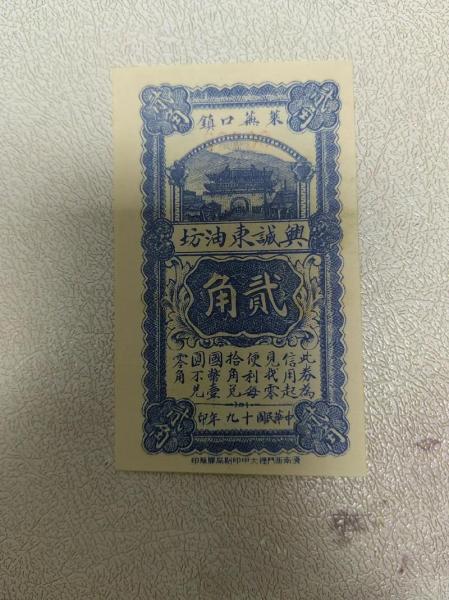 貳角
貳角
萊蕪口鎮
興誠東油坊
貳角
此券為
信用起
見找零
便利每
拾角兌
國幣壹
圓不兌
零角
中華民國十九年印
貳角
貳角